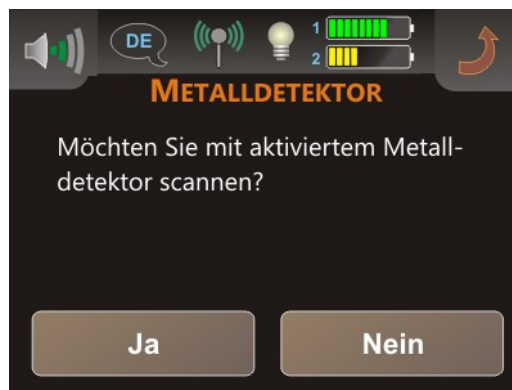 DE
1
2
METALLDETEKTOR
Möchten Sie mit aktiviertem Metall-
detektor scannen?
Ja
Nein